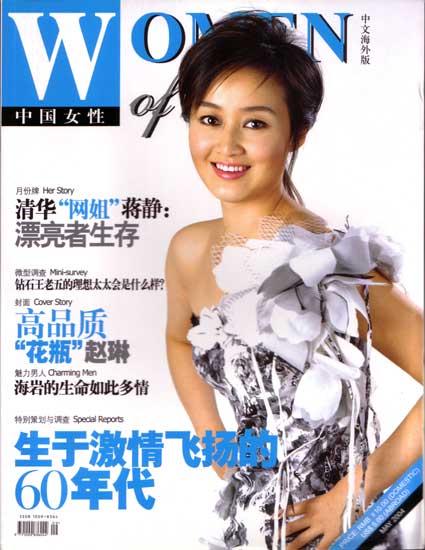 WOMEN
of
中文海外版
中国女性
月份牌 Her Story
清华“网姐”蒋静：
漂亮者生存
微型调查 Mini-survey
钻石王老五的理想太太会是什么样？
封面 Cover Story
高品质
“花瓶”赵琳
魅力男人 Charming Men
海岩的生命如此多情
特别策划与调查 Special Reports
生于激情飞扬的
60年代
PRICE: RMB ¥10.00 (DOMESTIC)
MAY 2004